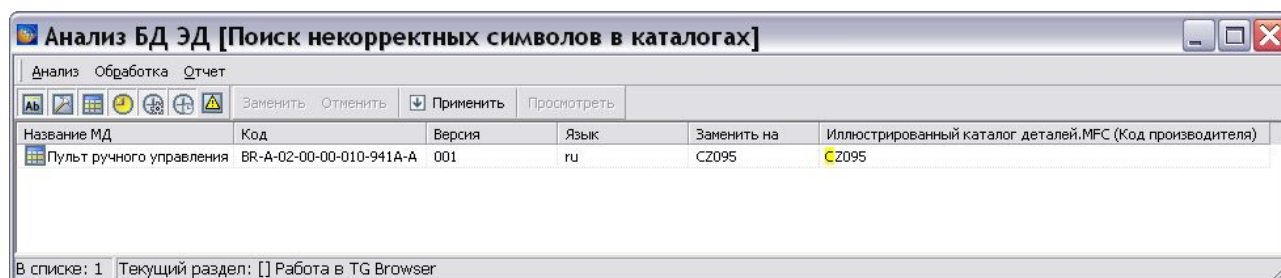 Анализ БД ЭД [Поиск некорректных символов в каталогах]
Анализ Обработка Отчет
Ab Заменить Отменить Применить Просмотреть
Название МД Код Версия Язык Заменить на Иллюстрированный каталог деталей.MFC (Код производителя)
Пульт ручного управления BR-A-02-00-00-010-941A-A 001 ru CZ095 СZ095
В списке: 1 Текущий раздел: [] Работа в TG Browser